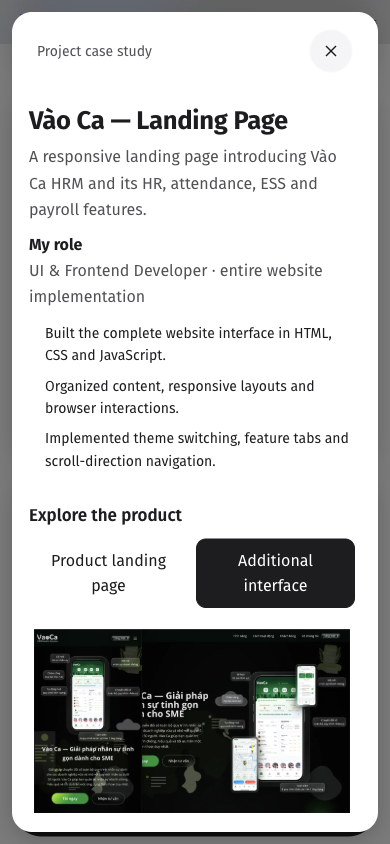 Project case study
Vào Ca — Landing Page
A responsive landing page introducing Vào
Ca HRM and its HR, attendance, ESS and
payroll features.
My role
UI & Frontend Developer · entire website
implementation
Built the complete website interface in HTML,
CSS and JavaScript.
Organized content, responsive layouts and
browser interactions.
Implemented theme switching, feature tabs and
scroll-direction navigation.
Explore the product
Product landing
page
Additional
interface
VaoCa
Vào Ca — Giải pháp nhân sự tinh
gọn dành cho SME
Ca — Giải pháp
sự tinh gọn
cho SME